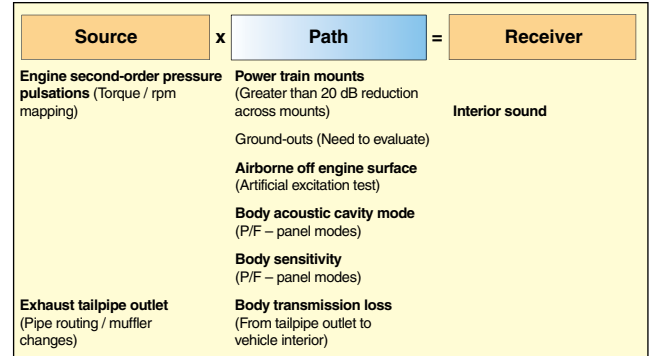 Source x Path = Receiver
Engine second-order pressure
pulsations (Torque / rpm
mapping)
Power train mounts
(Greater than 20 dB reduction
across mounts)
Ground-outs (Need to evaluate)
Airborne off engine surface
(Artificial excitation test)
Body acoustic cavity mode
(P/F – panel modes)
Body sensitivity
(P/F – panel modes)
Interior sound
Exhaust tailpipe outlet
(Pipe routing / muffler
changes)
Body transmission loss
(From tailpipe outlet to
vehicle interior)